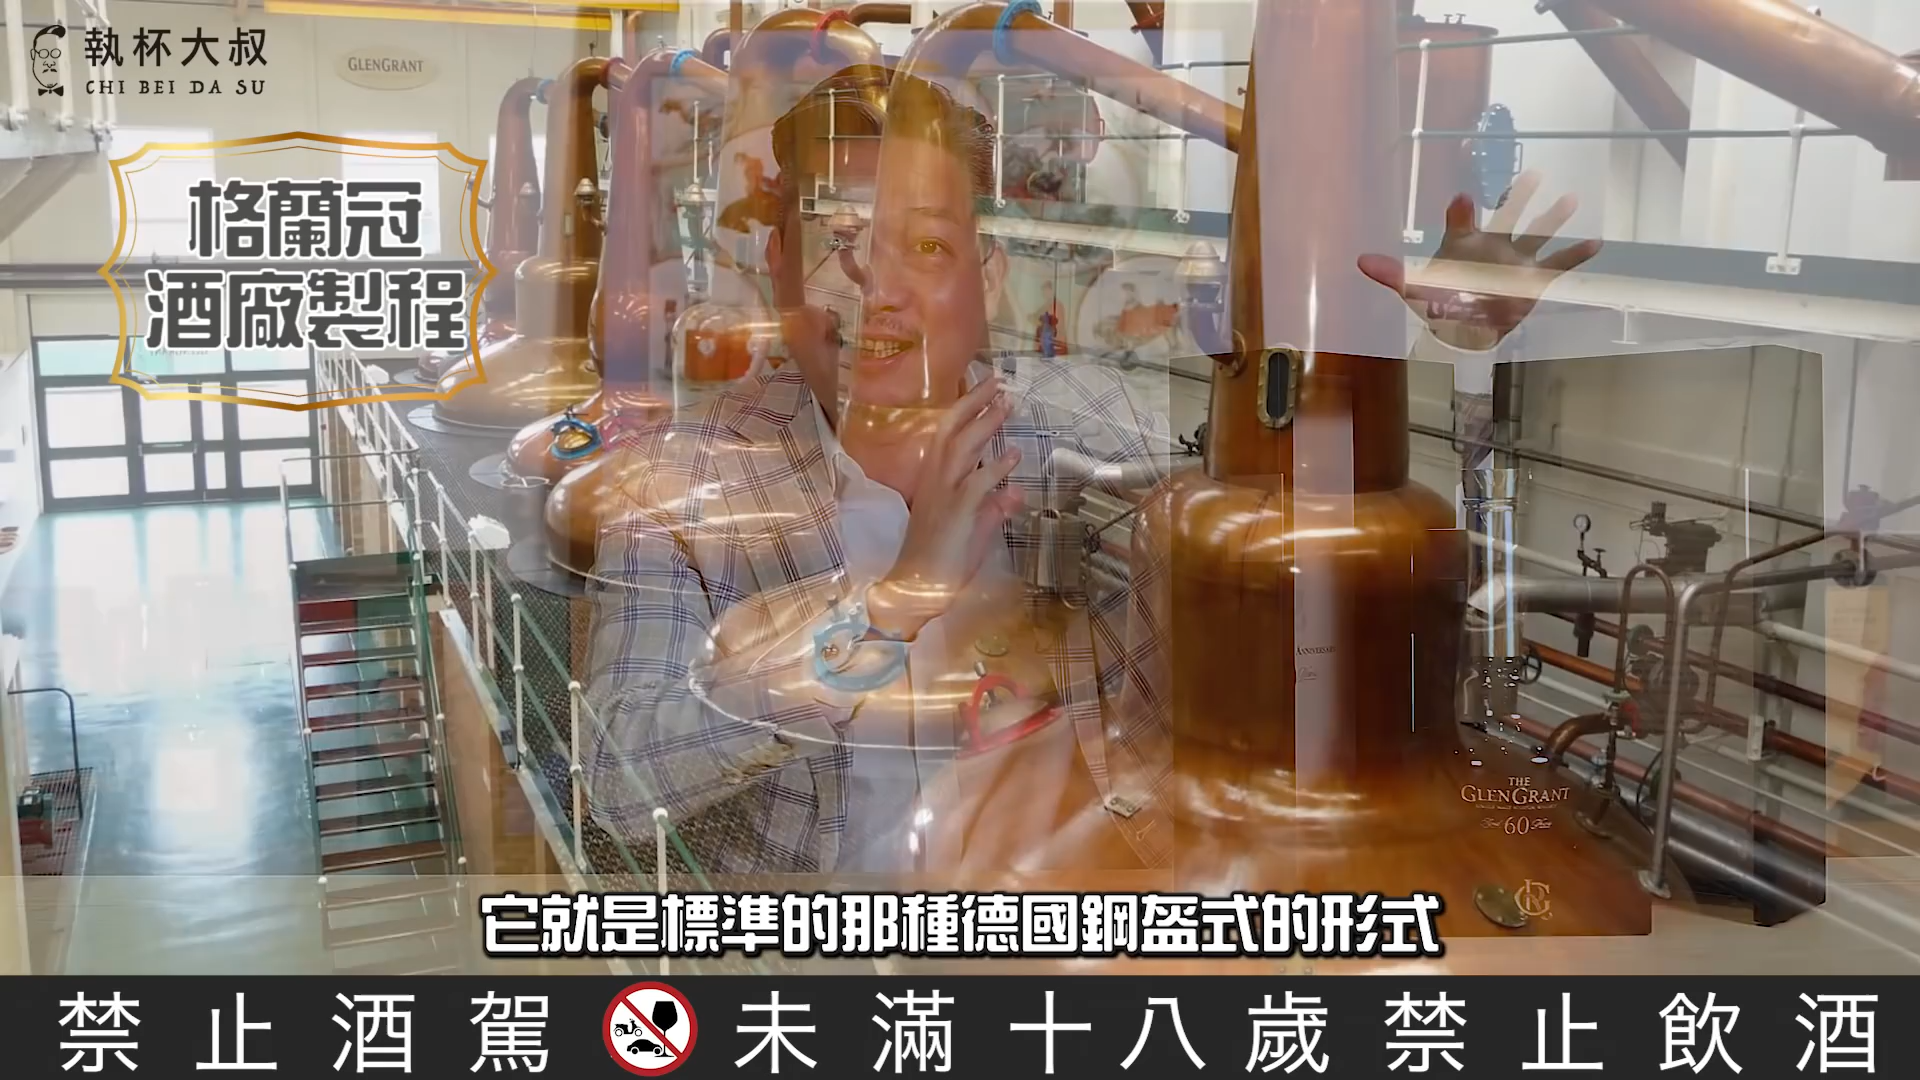 執杯大叔
CHI BEI DA SU
GLENGRANT
格蘭冠
酒廠製程
ANNIVERSARY
THE
GLENGRANT
60
它就是標準的那種德國鋼盔式的形式
禁止酒駕 未滿十八歲禁止飲酒